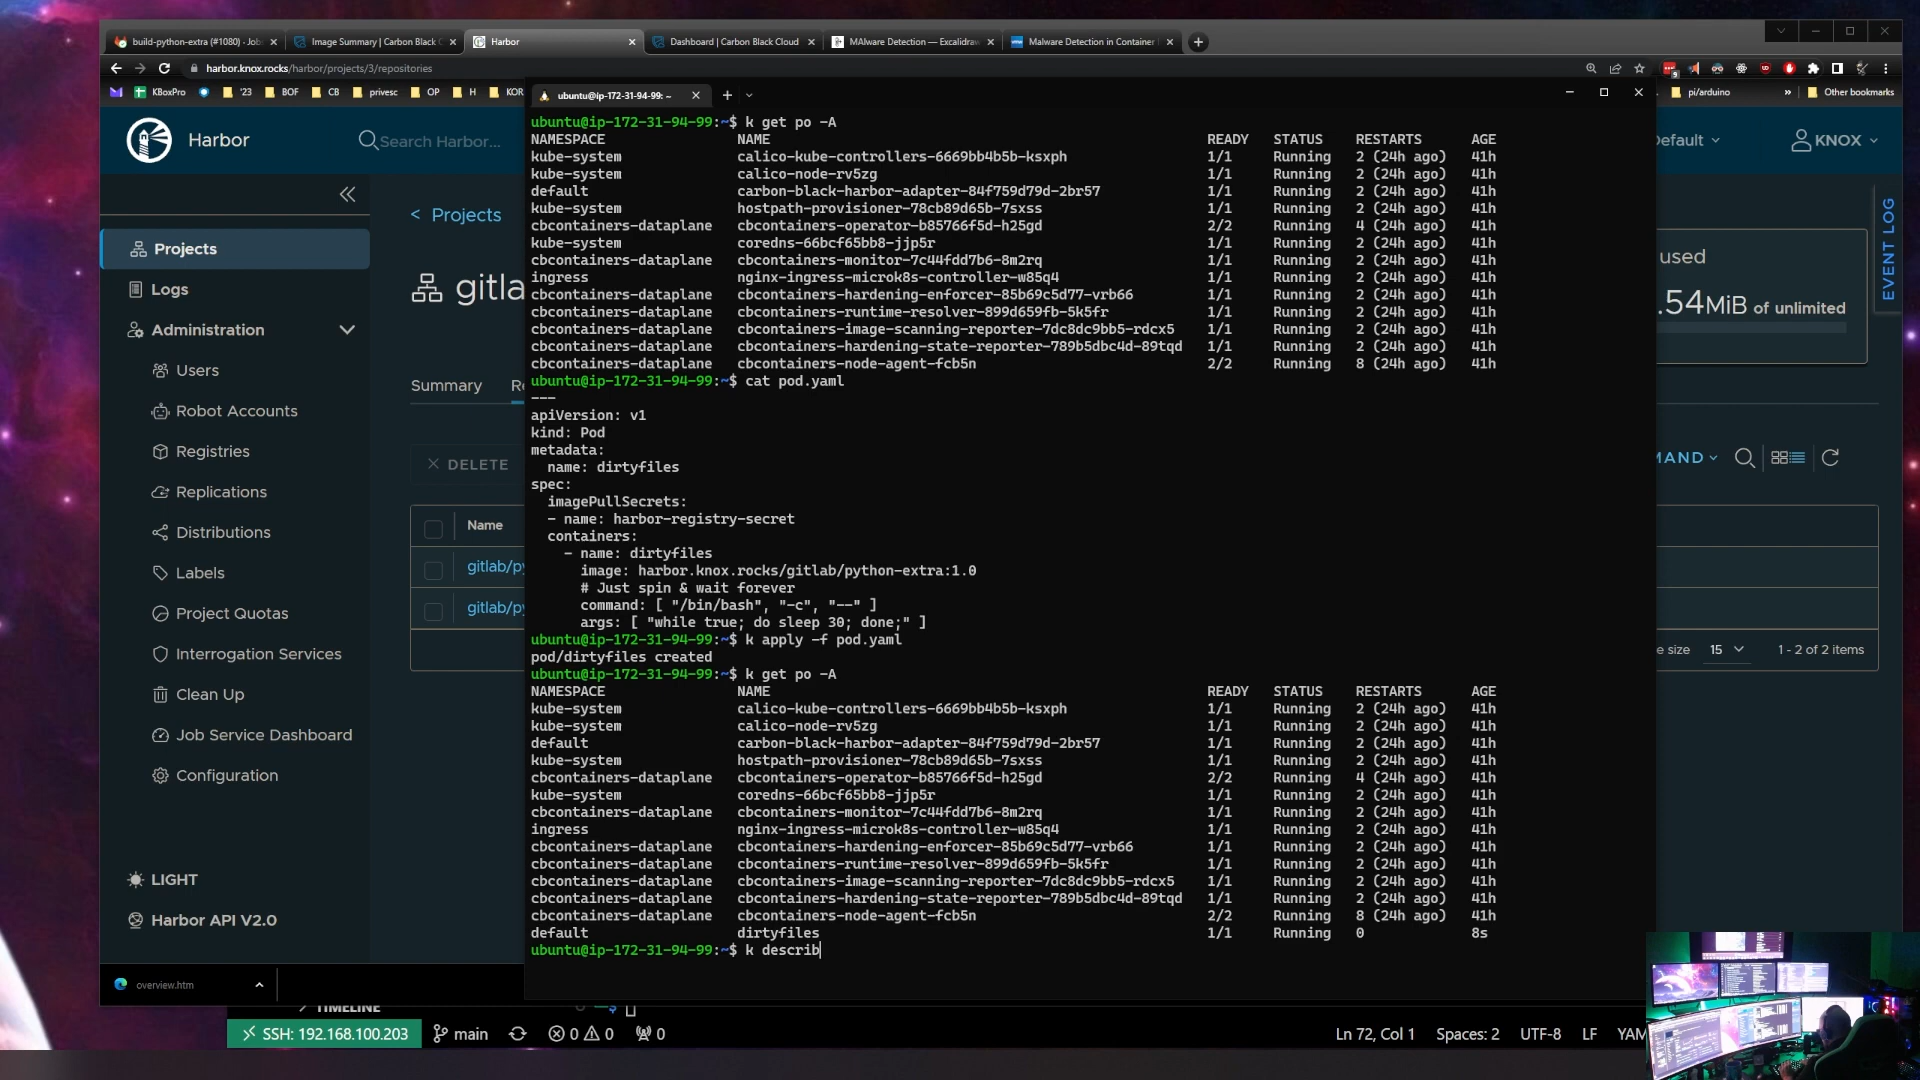 build-python-extra (#1080) - Job
Image Summary | Carbon Black C
Harbor
Dashboard | Carbon Black Cloud
MAlware Detection — Excalidraw
Malware Detection in Container
harbor.knox.rocks/harbor/projects/3/repositories
KBoxPro
'23
BOF
CB
privesc
OP
H
KOR
pi/arduino
»
Other bookmarks
Harbor
Search Harbor...
Default
KNOX
Projects
Logs
Administration
Users
Robot Accounts
Registries
Replications
Distributions
Labels
Project Quotas
Interrogation Services
Clean Up
Job Service Dashboard
Configuration
LIGHT
Harbor API V2.0
< Projects
gitla
Summary
Re
DELETE
Name
gitlab/py
gitlab/py
used
.54MiB of unlimited
EVENT LOG
MAND
e size 15 1 - 2 of 2 items
ubuntu@ip-172-31-94-99: ~
ubuntu@ip-172-31-94-99:~$ k get po -A
NAMESPACE NAME READY STATUS RESTARTS AGE
kube-system calico-kube-controllers-6669bb4b5b-ksxph 1/1 Running 2 (24h ago) 41h
kube-system calico-node-rv5zg 1/1 Running 2 (24h ago) 41h
default carbon-black-harbor-adapter-84f759d79d-2br57 1/1 Running 2 (24h ago) 41h
kube-system hostpath-provisioner-78cb89d65b-7sxss 1/1 Running 2 (24h ago) 41h
cbcontainers-dataplane cbcontainers-operator-b85766f5d-h25gd 2/2 Running 4 (24h ago) 41h
kube-system coredns-66bcf65bb8-jjp5r 1/1 Running 2 (24h ago) 41h
cbcontainers-dataplane cbcontainers-monitor-7c44fdd7b6-8m2rq 1/1 Running 2 (24h ago) 41h
ingress nginx-ingress-microk8s-controller-w85q4 1/1 Running 2 (24h ago) 41h
cbcontainers-dataplane cbcontainers-hardening-enforcer-85b69c5d77-vrb66 1/1 Running 2 (24h ago) 41h
cbcontainers-dataplane cbcontainers-runtime-resolver-899d659fb-5k5fr 1/1 Running 2 (24h ago) 41h
cbcontainers-dataplane cbcontainers-image-scanning-reporter-7dc8dc9bb5-rdcx5 1/1 Running 2 (24h ago) 41h
cbcontainers-dataplane cbcontainers-hardening-state-reporter-789b5dbc4d-89tqd 1/1 Running 2 (24h ago) 41h
cbcontainers-dataplane cbcontainers-node-agent-fcb5n 2/2 Running 8 (24h ago) 41h
ubuntu@ip-172-31-94-99:~$ cat pod.yaml
---
apiVersion: v1
kind: Pod
metadata:
name: dirtyfiles
spec:
imagePullSecrets:
- name: harbor-registry-secret
containers:
- name: dirtyfiles
image: harbor.knox.rocks/gitlab/python-extra:1.0
# Just spin & wait forever
command: [ "/bin/bash", "-c", "--" ]
args: [ "while true; do sleep 30; done;" ]
ubuntu@ip-172-31-94-99:~$ k apply -f pod.yaml
pod/dirtyfiles created
ubuntu@ip-172-31-94-99:~$ k get po -A
NAMESPACE NAME READY STATUS RESTARTS AGE
kube-system calico-kube-controllers-6669bb4b5b-ksxph 1/1 Running 2 (24h ago) 41h
kube-system calico-node-rv5zg 1/1 Running 2 (24h ago) 41h
default carbon-black-harbor-adapter-84f759d79d-2br57 1/1 Running 2 (24h ago) 41h
kube-system hostpath-provisioner-78cb89d65b-7sxss 1/1 Running 2 (24h ago) 41h
cbcontainers-dataplane cbcontainers-operator-b85766f5d-h25gd 2/2 Running 4 (24h ago) 41h
kube-system coredns-66bcf65bb8-jjp5r 1/1 Running 2 (24h ago) 41h
cbcontainers-dataplane cbcontainers-monitor-7c44fdd7b6-8m2rq 1/1 Running 2 (24h ago) 41h
ingress nginx-ingress-microk8s-controller-w85q4 1/1 Running 2 (24h ago) 41h
cbcontainers-dataplane cbcontainers-hardening-enforcer-85b69c5d77-vrb66 1/1 Running 2 (24h ago) 41h
cbcontainers-dataplane cbcontainers-runtime-resolver-899d659fb-5k5fr 1/1 Running 2 (24h ago) 41h
cbcontainers-dataplane cbcontainers-image-scanning-reporter-7dc8dc9bb5-rdcx5 1/1 Running 2 (24h ago) 41h
cbcontainers-dataplane cbcontainers-hardening-state-reporter-789b5dbc4d-89tqd 1/1 Running 2 (24h ago) 41h
cbcontainers-dataplane cbcontainers-node-agent-fcb5n 2/2 Running 8 (24h ago) 41h
default dirtyfiles 1/1 Running 0 8s
ubuntu@ip-172-31-94-99:~$ k describ
overview.htm
TIMELINE
SSH: 192.168.100.203
main
0
0
0
Ln 72, Col 1
Spaces: 2
UTF-8
LF
YAM